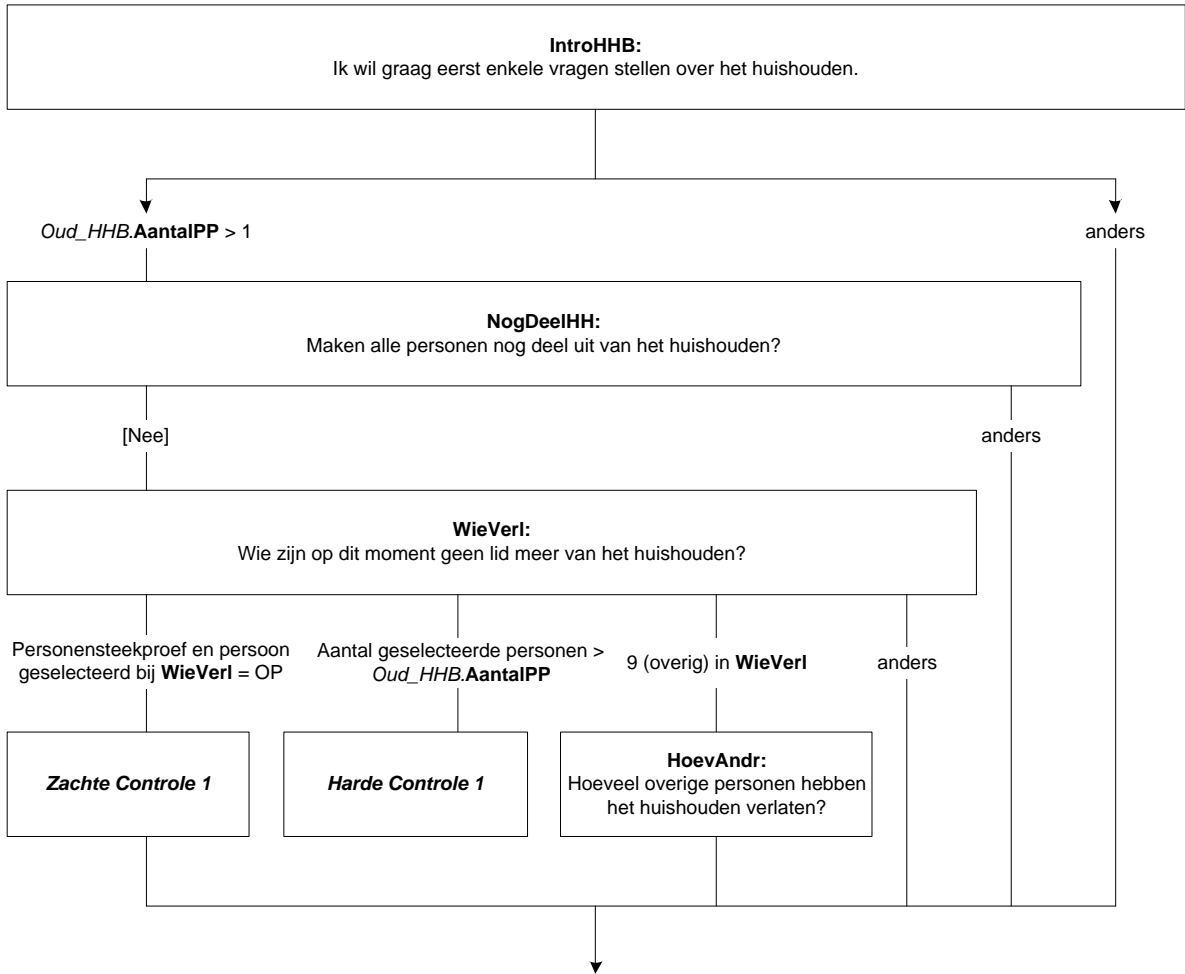 IntroHHB:
Ik wil graag eerst enkele vragen stellen over het huishouden.
Oud_HHB.AantalPP > 1
anders
NogDeelHH:
Maken alle personen nog deel uit van het huishouden?
[Nee]
anders
WieVerl:
Wie zijn op dit moment geen lid meer van het huishouden?
Personensteekproef en persoon
geselecteerd bij WieVerl = OP
Aantal geselecteerde personen >
Oud_HHB.AantalPP
9 (overig) in WieVerl
anders
Zachte Controle 1
Harde Controle 1
HoevAndr:
Hoeveel overige personen hebben
het huishouden verlaten?